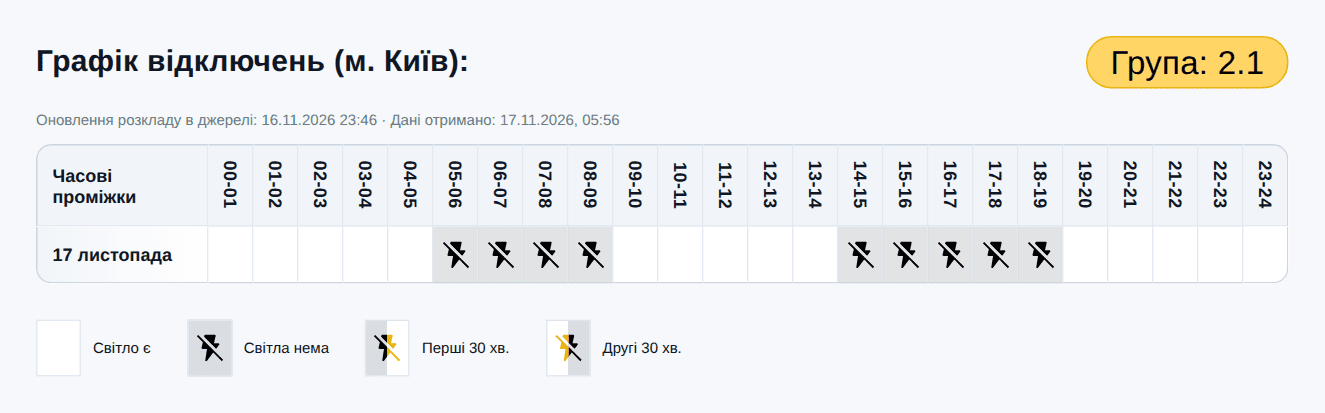 Графік відключень (м. Київ):
Група: 2.1
Оновлення розкладу в джерелі: 16.11.2026 23:46 · Дані отримано: 17.11.2026, 05:56
Часові
проміжки
00-01
01-02
02-03
03-04
04-05
05-06
06-07
07-08
08-09
09-10
10-11
11-12
12-13
13-14
14-15
15-16
16-17
17-18
18-19
19-20
20-21
21-22
22-23
23-24
17 листопада
Світло є
Світла нема
Перші 30 хв.
Другі 30 хв.